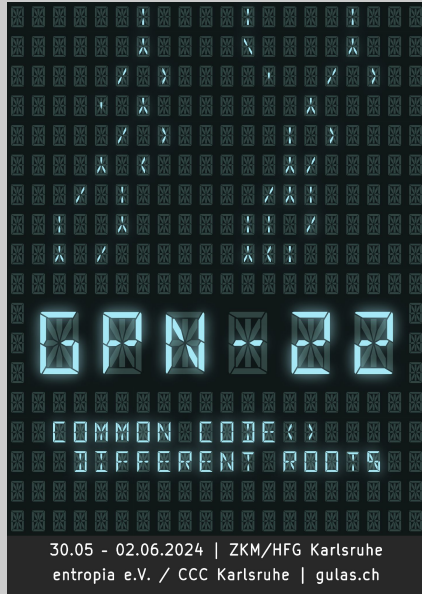 GPN-22
COMMON CODE<>
DIFFERENT ROOTS
30.05 - 02.06.2024 | ZKM/HFG Karlsruhe
entropia e.V. / CCC Karlsruhe | gulas.ch